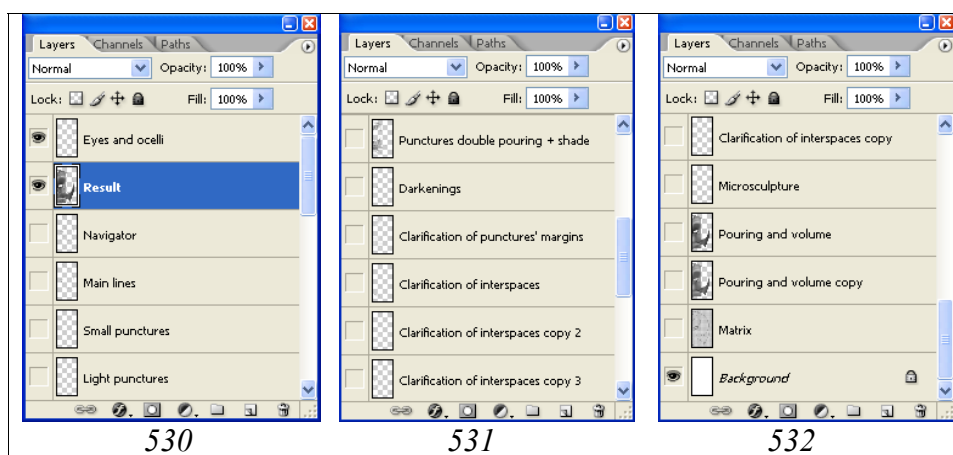 Layers Channels Paths
Normal Opacity: 100%
Lock: Fill: 100%
Eyes and ocelli
Result
Navigator
Main lines
Small punctures
Light punctures
530
Layers Channels Paths
Normal Opacity: 100%
Lock: Fill: 100%
Punctures double pouring + shade
Darkenings
Clarification of punctures' margins
Clarification of interspaces
Clarification of interspaces copy 2
Clarification of interspaces copy 3
531
Layers Channels Paths
Normal Opacity: 100%
Lock: Fill: 100%
Clarification of interspaces copy
Microsculpture
Pouring and volume
Pouring and volume copy
Matrix
Background
532